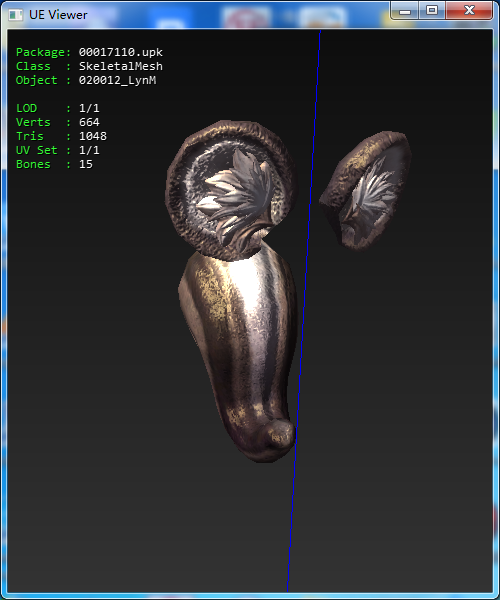 UE Viewer
Package: 00017110.upk
Class  : SkeletalMesh
Object : 020012_LynM
LOD    : 1/1
Verts  : 664
Tris   : 1048
UV Set : 1/1
Bones  : 15